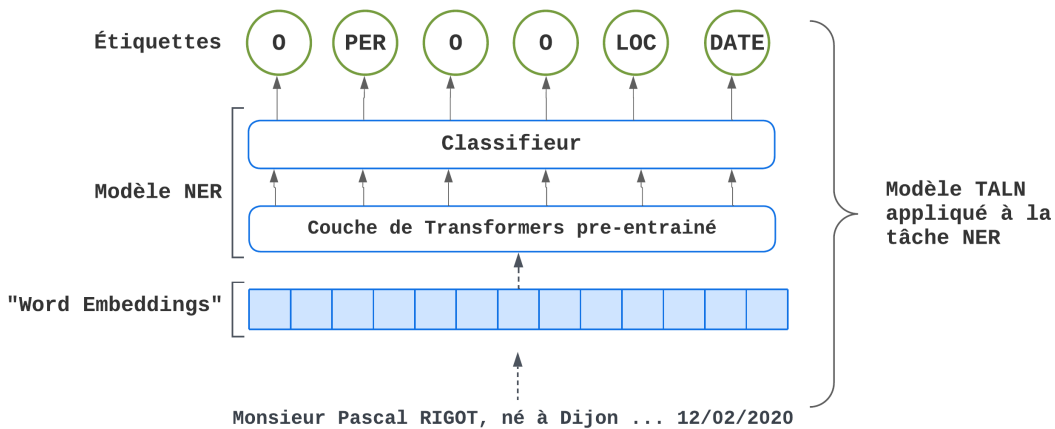 Étiquettes O PER O O LOC DATE
Classifieur
Modèle NER
Couche de Transformers pre-entrainé
Modèle TALN
appliqué à la
tâche NER
"Word Embeddings"
Monsieur Pascal RIGOT, né à Dijon ... 12/02/2020